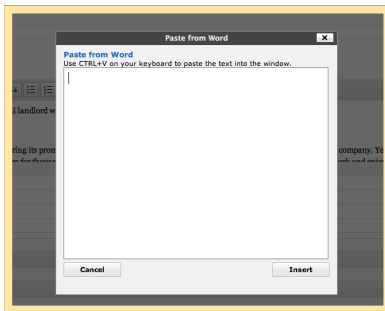 Paste from Word
Paste from Word
Use CTRL+V on your keyboard to paste the text into the window.
l landlord w
ring its prom
company. Ye
Cancel
Insert